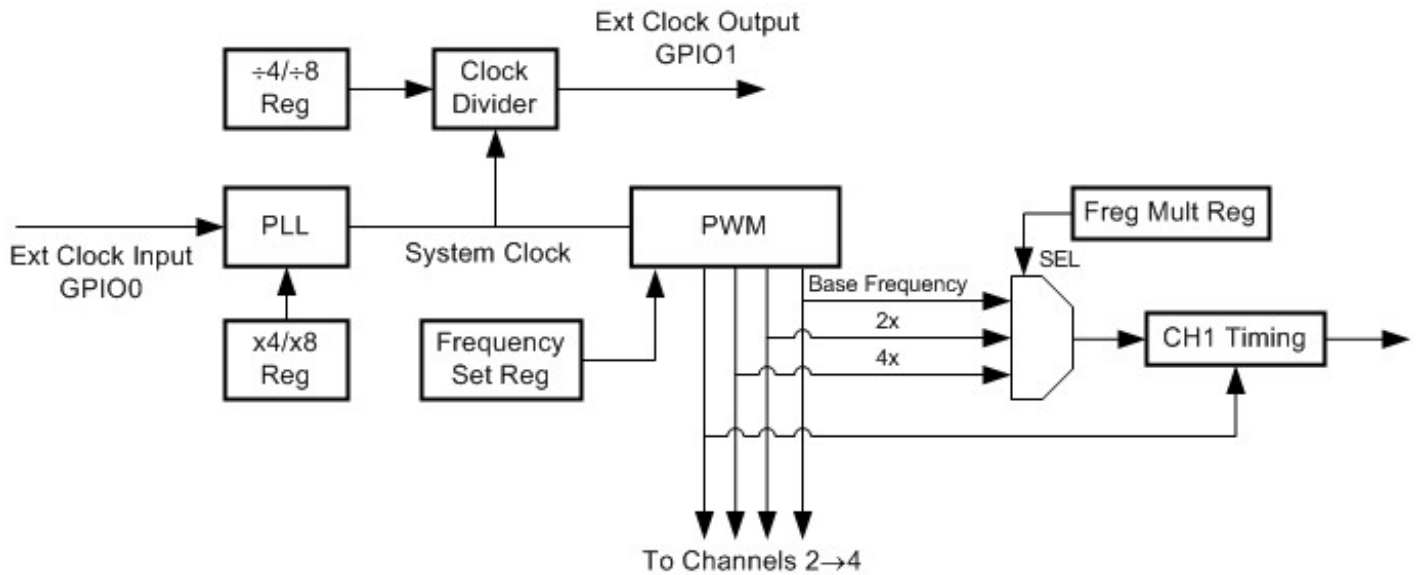 Ext Clock Output
GPIO1
÷4/÷8
Reg
Clock
Divider
PLL
PWM
Freg Mult Reg
Ext Clock Input
GPIO0
System Clock
SEL
Base Frequency
2x
4x
x4/x8
Reg
Frequency
Set Reg
CH1 Timing
To Channels 2→4